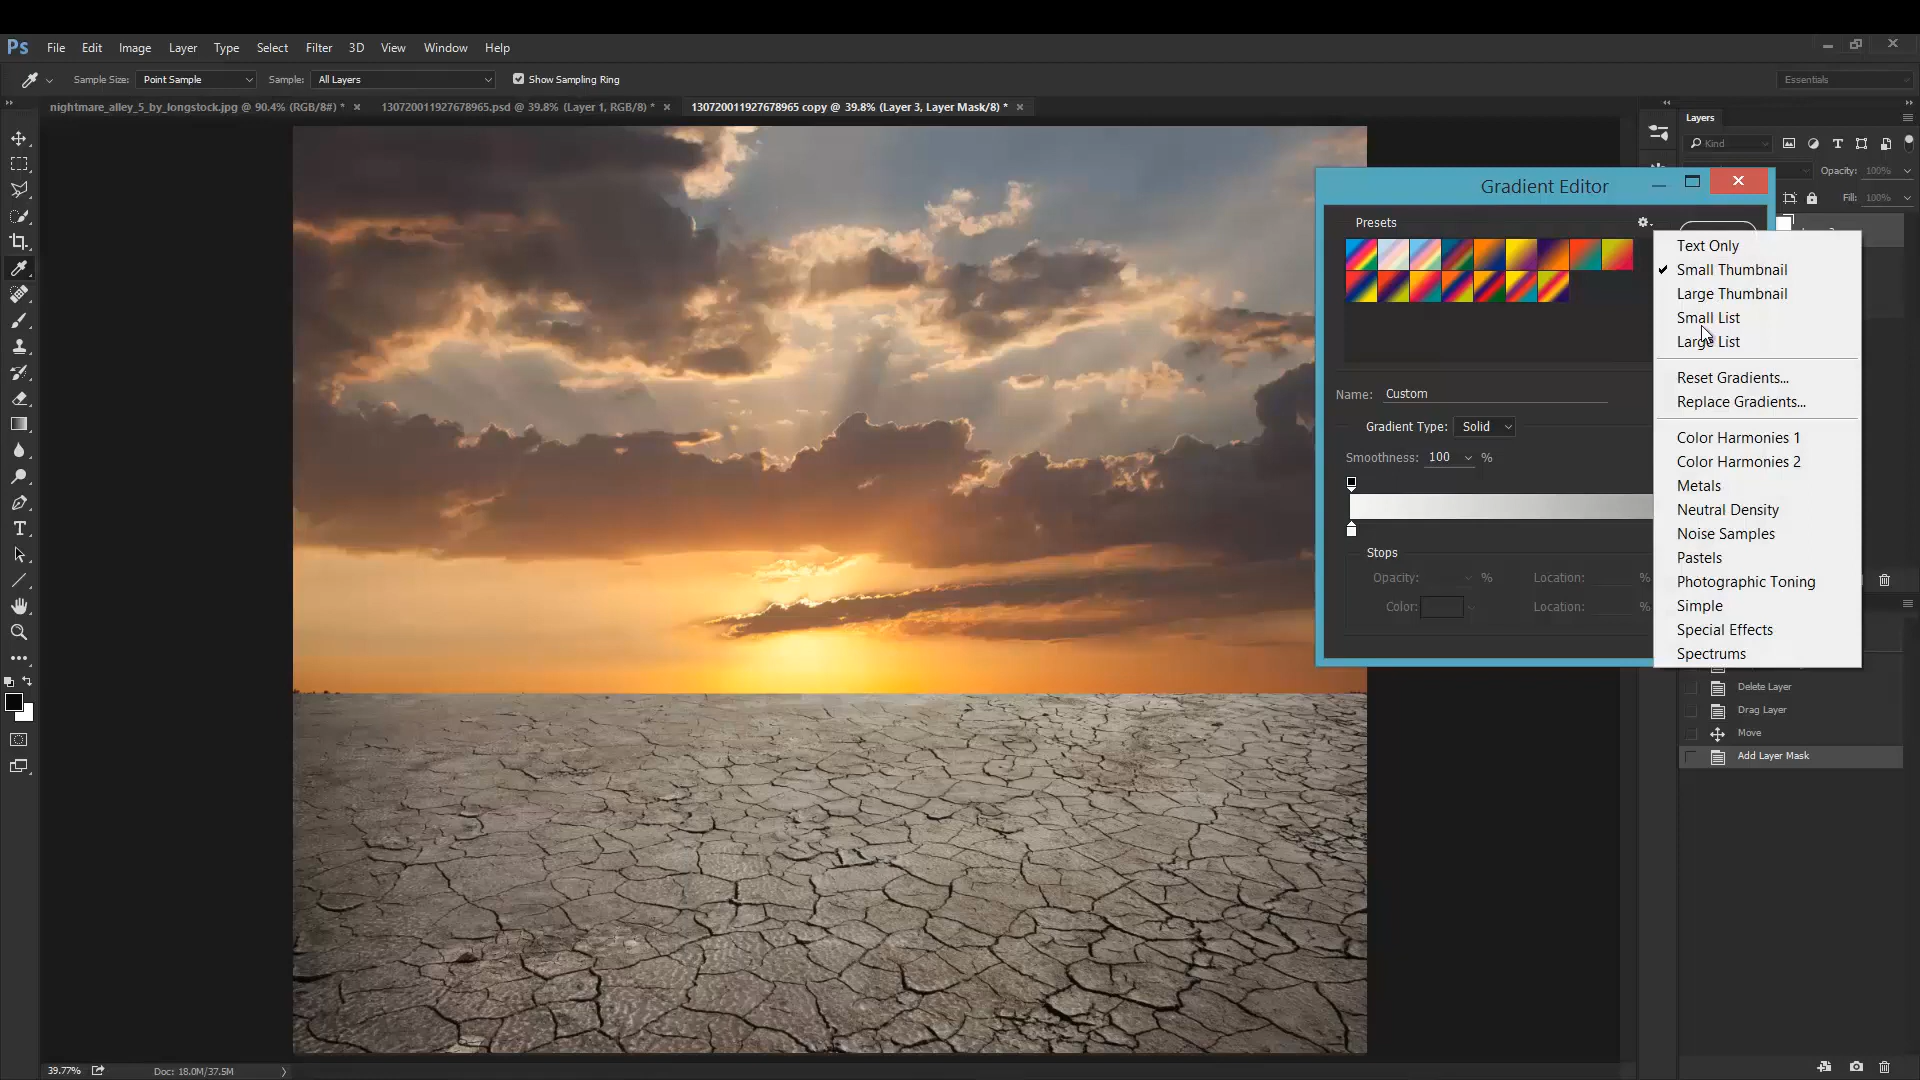 Ps File Edit Image Layer Type Select Filter 3D View Window Help
Sample Size: Point Sample Sample: All Layers Show Sampling Ring Essentials
nightmare_alley_5_by_longstock.jpg @ 90.4% (RGB/8#) * × 130720011927678965.psd @ 39.8% (Layer 1, RGB/8) * × 130720011927678965 copy @ 39.8% (Layer 3, Layer Mask/8) * ×
Layers
Kind
Opacity: 100%
Fill: 100%
Gradient Editor
Presets
Name: Custom
Gradient Type: Solid
Smoothness: 100 %
Stops
Opacity: % Location: %
Color: Location: %
Text Only
Small Thumbnail
Large Thumbnail
Small List
Large List
Reset Gradients...
Replace Gradients...
Color Harmonies 1
Color Harmonies 2
Metals
Neutral Density
Noise Samples
Pastels
Photographic Toning
Simple
Special Effects
Spectrums
Delete Layer
Drag Layer
Move
Add Layer Mask
39.77% Doc: 18.0M/37.5M